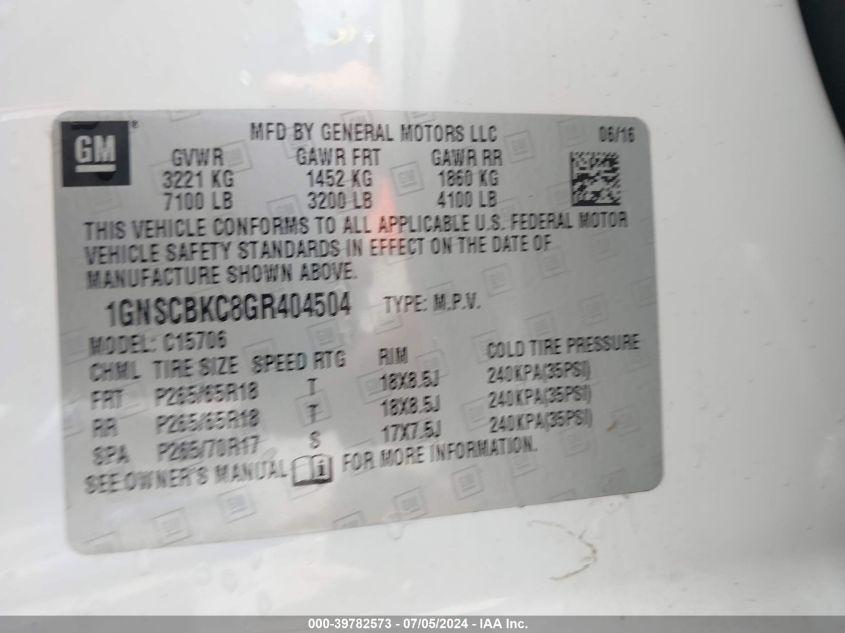 GM ®
MFD BY GENERAL MOTORS LLC 06/16
GVWR GAWR FRT GAWR RR
3221 KG 1452 KG 1860 KG
7100 LB 3200 LB 4100 LB
THIS VEHICLE CONFORMS TO ALL APPLICABLE U.S. FEDERAL MOTOR
VEHICLE SAFETY STANDARDS IN EFFECT ON THE DATE OF
MANUFACTURE SHOWN ABOVE.
1GNSCBKC8GR404504 TYPE: M.P.V.
MODEL: C15706
CHML TIRE SIZE SPEED RTG RIM COLD TIRE PRESSURE
FRT P265/65R18 T 18X8.5J 240KPA(35PSI)
RR P265/65R18 T 18X8.5J 240KPA(35PSI)
SPA P265/70R17 S 17X7.5J 240KPA(35PSI)
SEE OWNER'S MANUAL i FOR MORE INFORMATION.
000-39782573 - 07/05/2024 - IAA Inc.